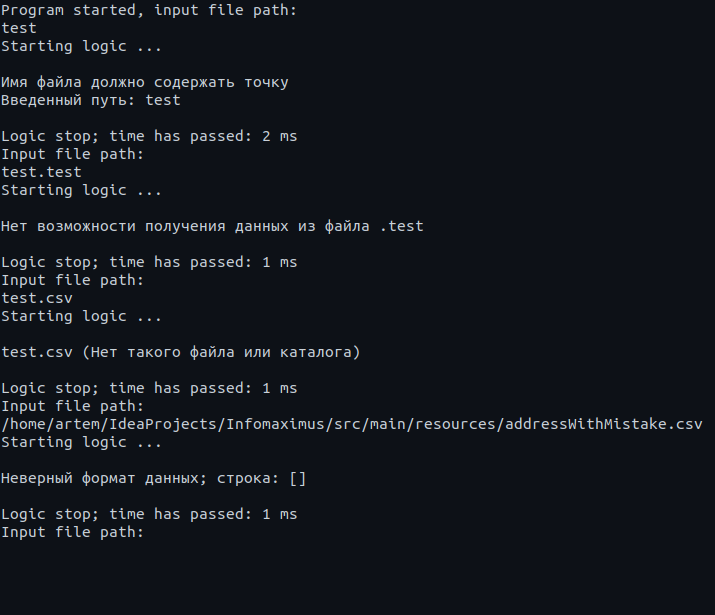 Program started, input file path:
test
Starting logic ...
Имя файла должно содержать точку
Введенный путь: test
Logic stop; time has passed: 2 ms
Input file path:
test.test
Starting logic ...
Нет возможности получения данных из файла .test
Logic stop; time has passed: 1 ms
Input file path:
test.csv
Starting logic ...
test.csv (Нет такого файла или каталога)
Logic stop; time has passed: 1 ms
Input file path:
/home/artem/IdeaProjects/Infomaximus/src/main/resources/addressWithMistake.csv
Starting logic ...
Неверный формат данных; строка: []
Logic stop; time has passed: 1 ms
Input file path: